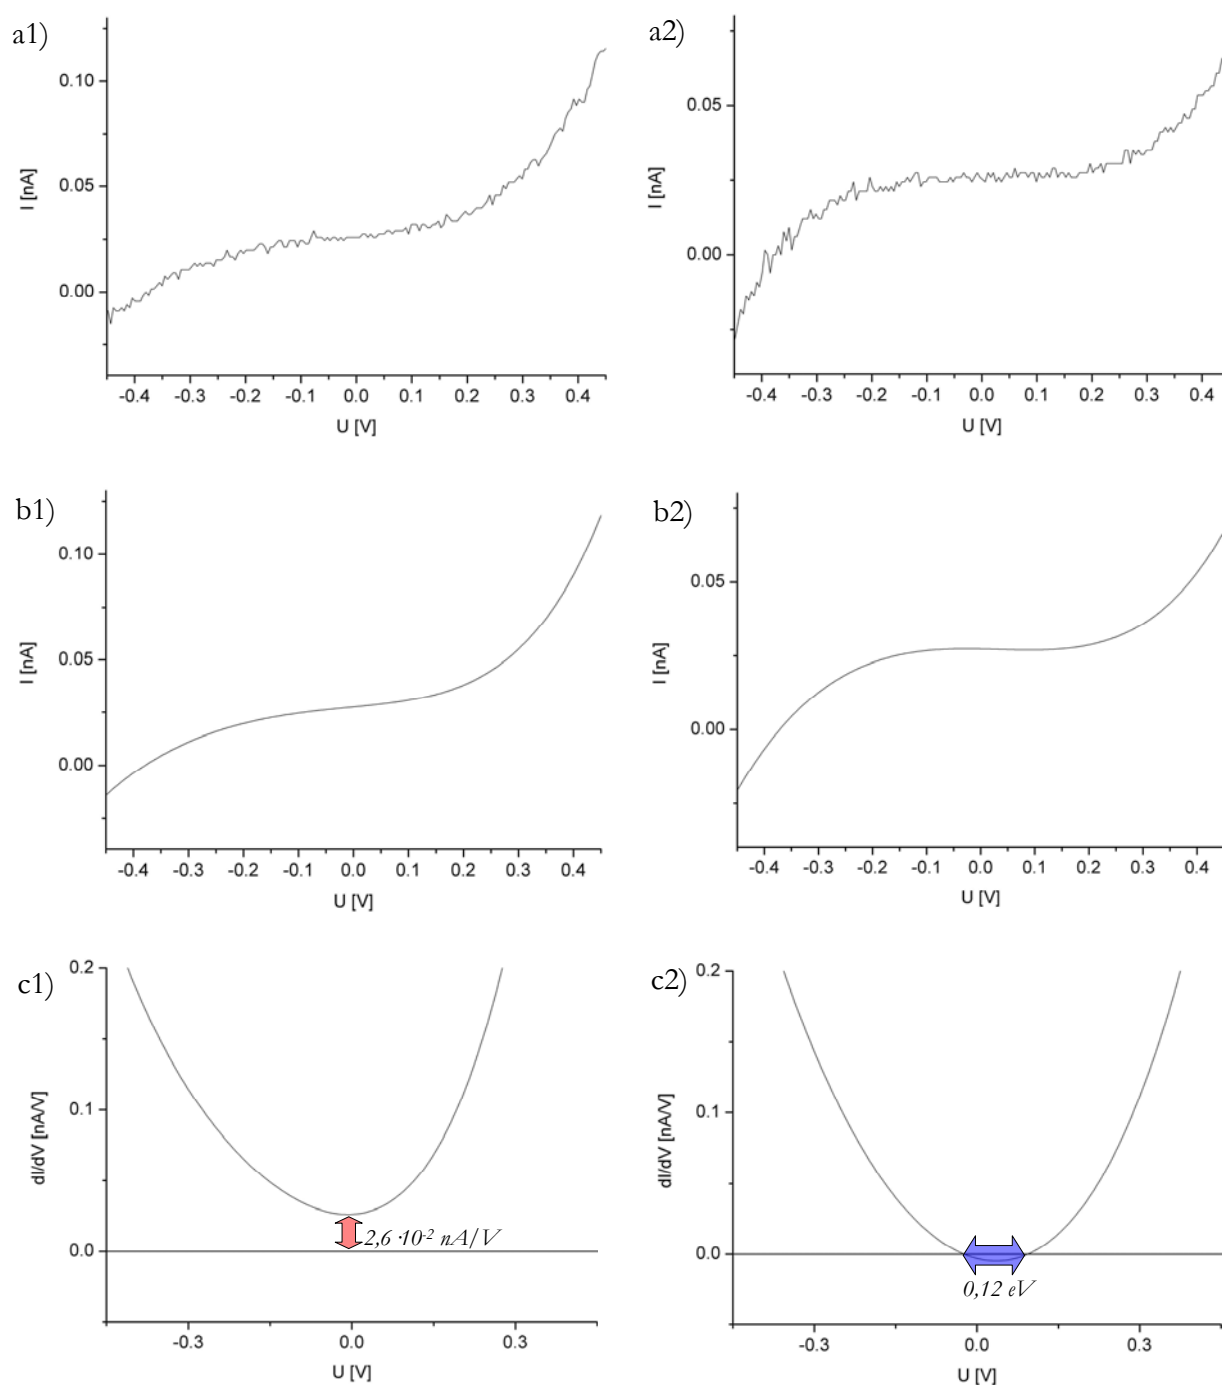 a1)
I [nA]
0.10
0.05
0.00
-0.4 -0.3 -0.2 -0.1 0.0 0.1 0.2 0.3 0.4
U [V]
a2)
I [nA]
0.05
0.00
-0.4 -0.3 -0.2 -0.1 0.0 0.1 0.2 0.3 0.4
U [V]
b1)
I [nA]
0.10
0.05
0.00
-0.4 -0.3 -0.2 -0.1 0.0 0.1 0.2 0.3 0.4
U [V]
b2)
I [nA]
0.05
0.00
-0.4 -0.3 -0.2 -0.1 0.0 0.1 0.2 0.3 0.4
U [V]
c1)
dI/dV [nA/V]
0.2
0.1
0.0
2,6·10⁻² nA/V
-0.3 0.0 0.3
U [V]
c2)
dI/dV [nA/V]
0.2
0.1
0.0
0,12 eV
-0.3 0.0 0.3
U [V]